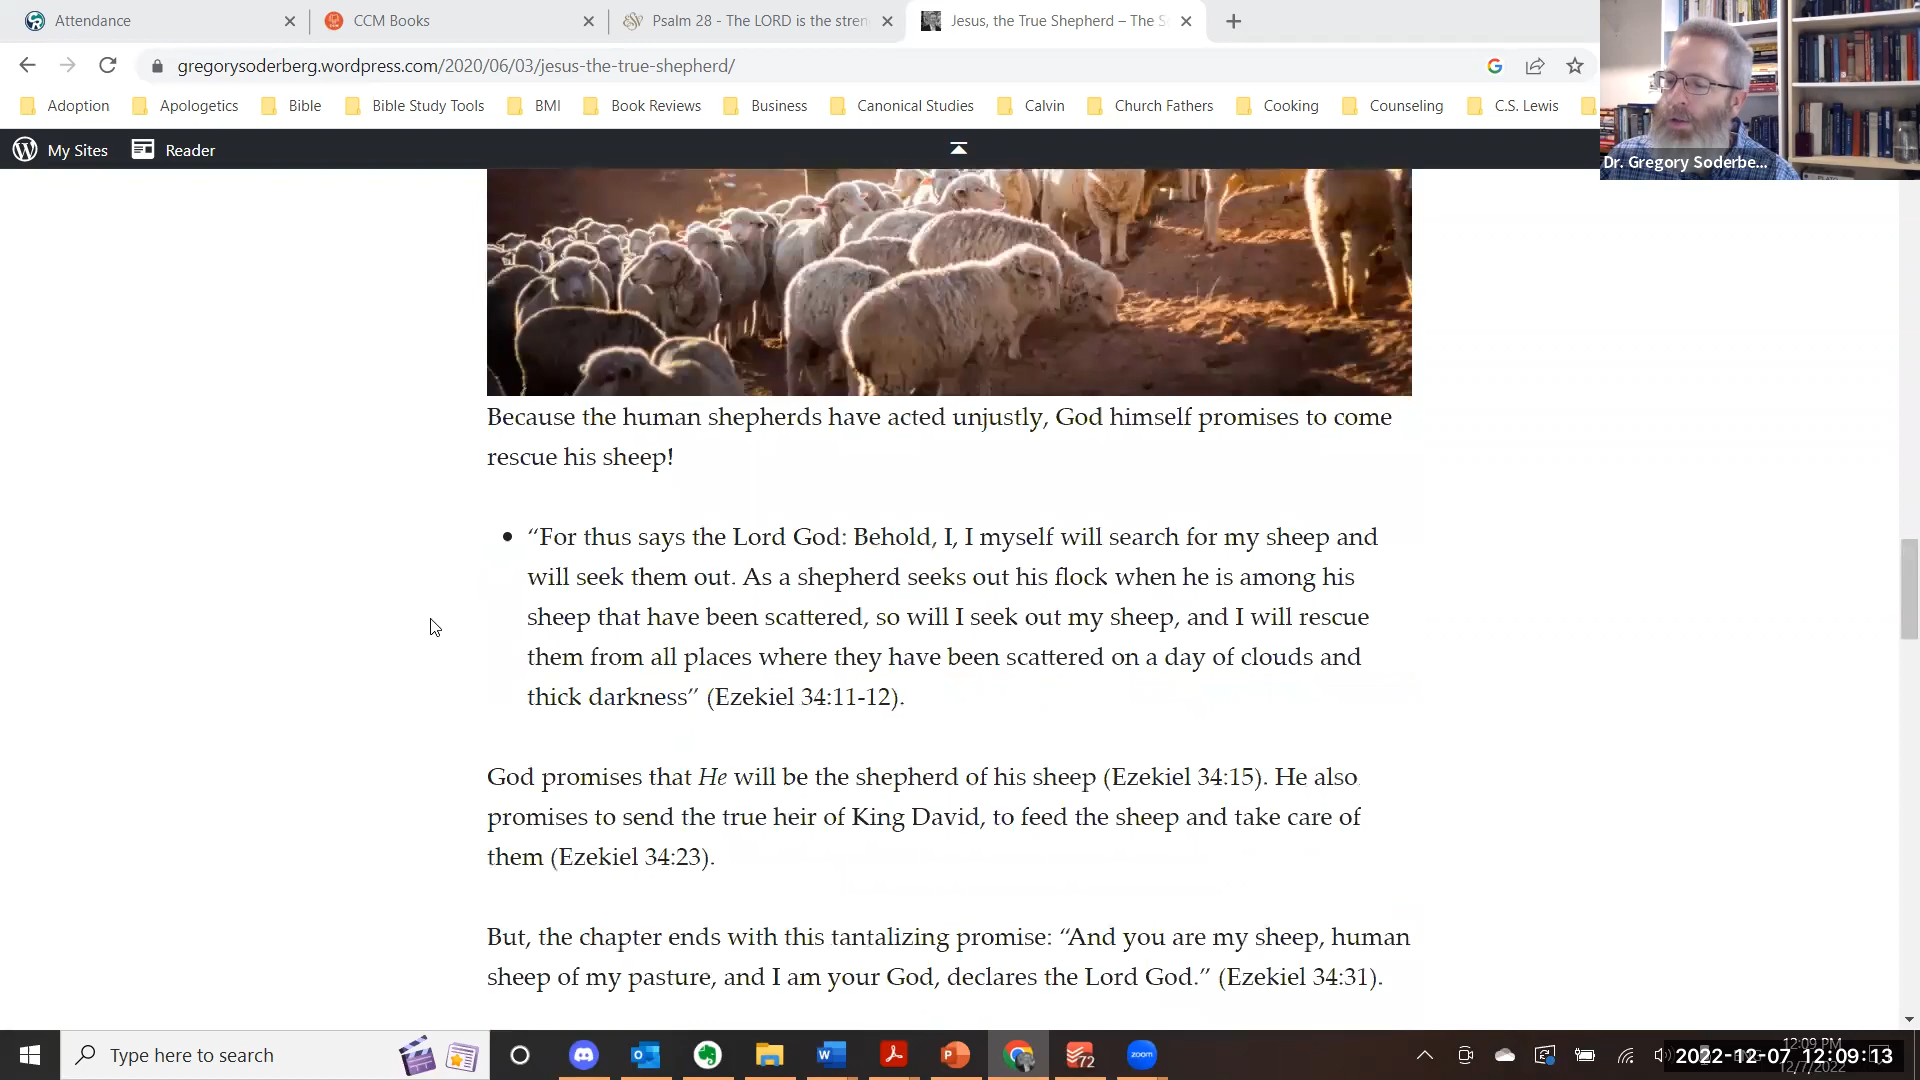 Attendance
CCM Books
Psalm 28 - The LORD is the stren
Jesus, the True Shepherd – The S
gregorysoderberg.wordpress.com/2020/06/03/jesus-the-true-shepherd/
Adoption Apologetics Bible Bible Study Tools BMI Book Reviews Business Canonical Studies Calvin Church Fathers Cooking Counseling C.S. Lewis
My Sites Reader
Dr. Gregory Soderbe...
Because the human shepherds have acted unjustly, God himself promises to come
rescue his sheep!
• “For thus says the Lord God: Behold, I, I myself will search for my sheep and
will seek them out. As a shepherd seeks out his flock when he is among his
sheep that have been scattered, so will I seek out my sheep, and I will rescue
them from all places where they have been scattered on a day of clouds and
thick darkness” (Ezekiel 34:11-12).
God promises that He will be the shepherd of his sheep (Ezekiel 34:15). He also
promises to send the true heir of King David, to feed the sheep and take care of
them (Ezekiel 34:23).
But, the chapter ends with this tantalizing promise: “And you are my sheep, human
sheep of my pasture, and I am your God, declares the Lord God.” (Ezekiel 34:31).
Type here to search
72
zoom
12:09 PM
2022-12-07 12:09:13
12/7/2022